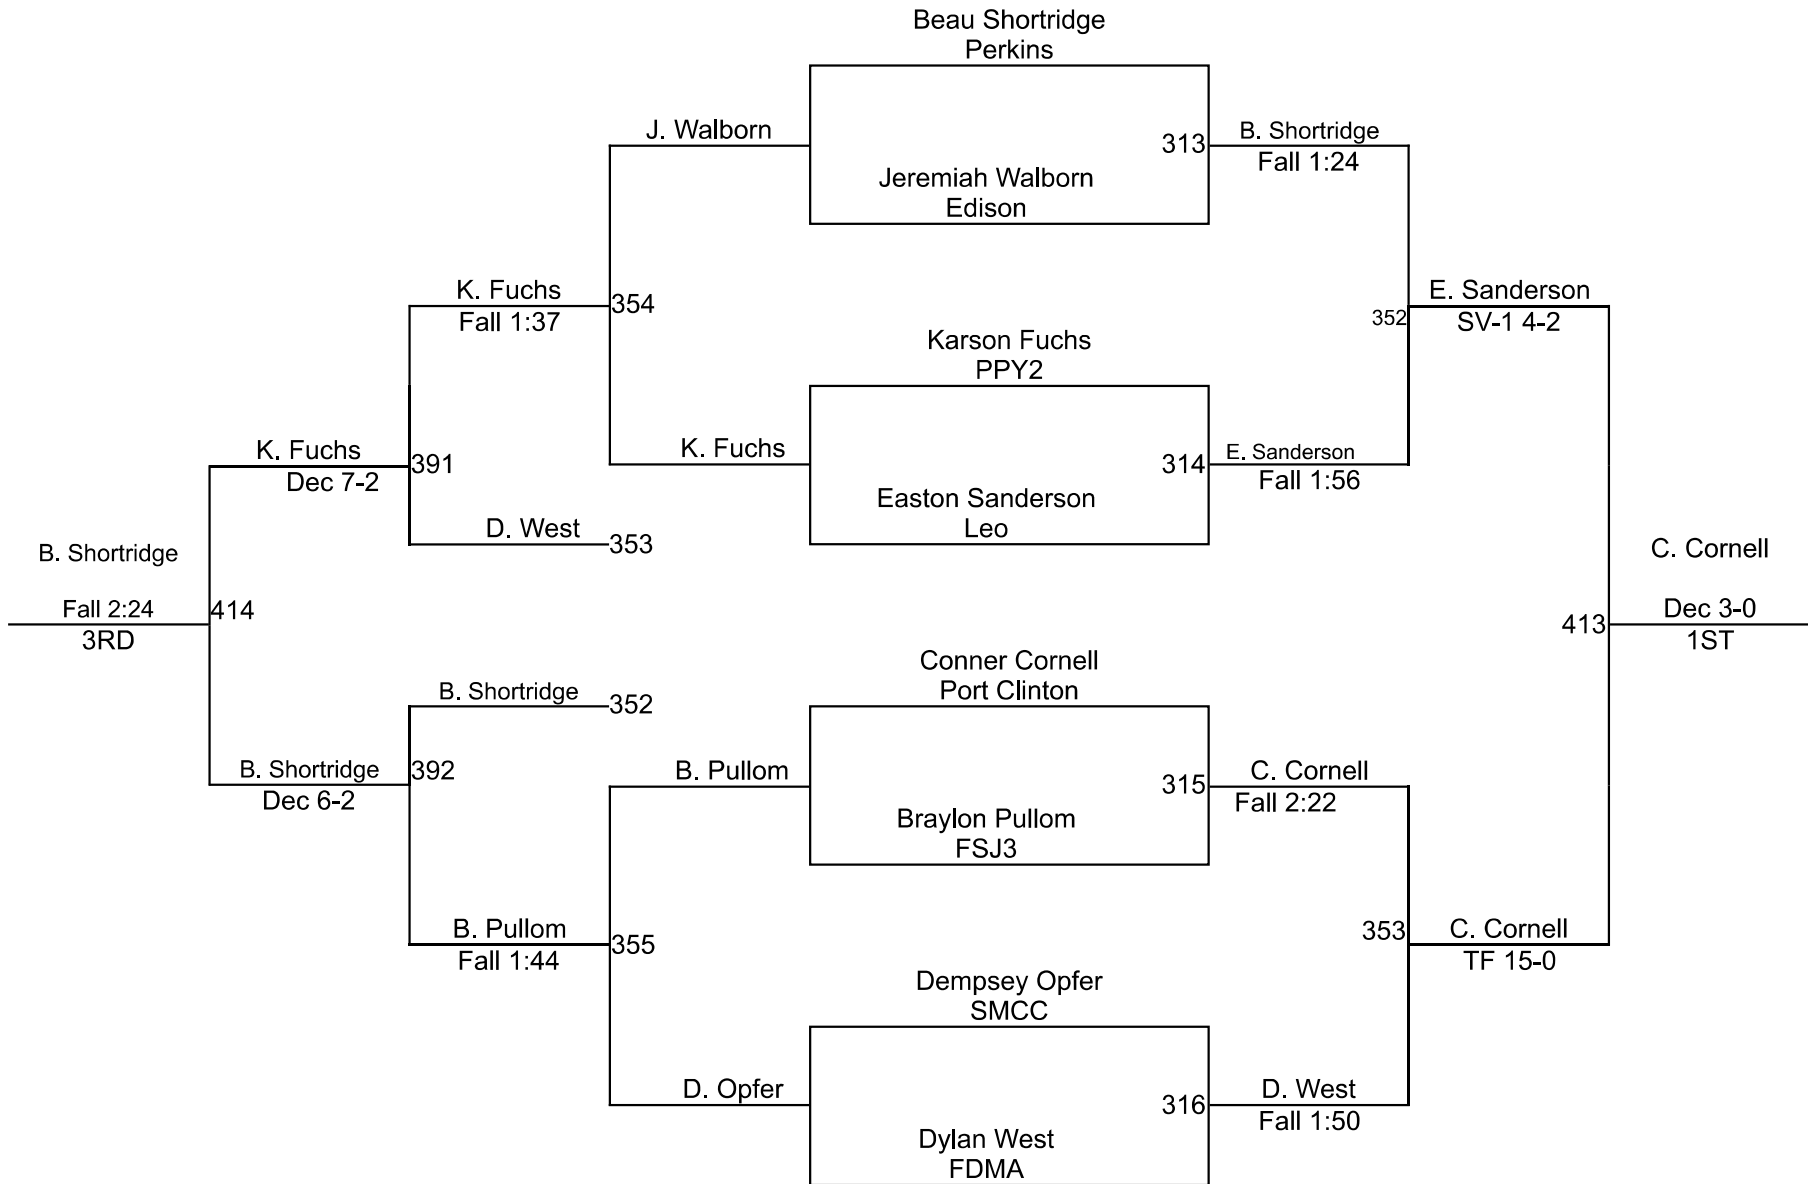 Beau Shortridge
Perkins
J. Walborn
313
B. Shortridge
Fall 1:24
Jeremiah Walborn
Edison
K. Fuchs
Fall 1:37
354
352
E. Sanderson
SV-1 4-2
Karson Fuchs
PPY2
K. Fuchs
Dec 7-2
391
K. Fuchs
314
E. Sanderson
Fall 1:56
Easton Sanderson
Leo
D. West
353
B. Shortridge
Fall 2:24
3RD
414
C. Cornell
413
Dec 3-0
1ST
Conner Cornell
Port Clinton
B. Shortridge
352
B. Shortridge
Dec 6-2
392
B. Pullom
315
C. Cornell
Fall 2:22
Braylon Pullom
FSJ3
B. Pullom
Fall 1:44
355
353
C. Cornell
TF 15-0
Dempsey Opfer
SMCC
D. Opfer
316
D. West
Fall 1:50
Dylan West
FDMA